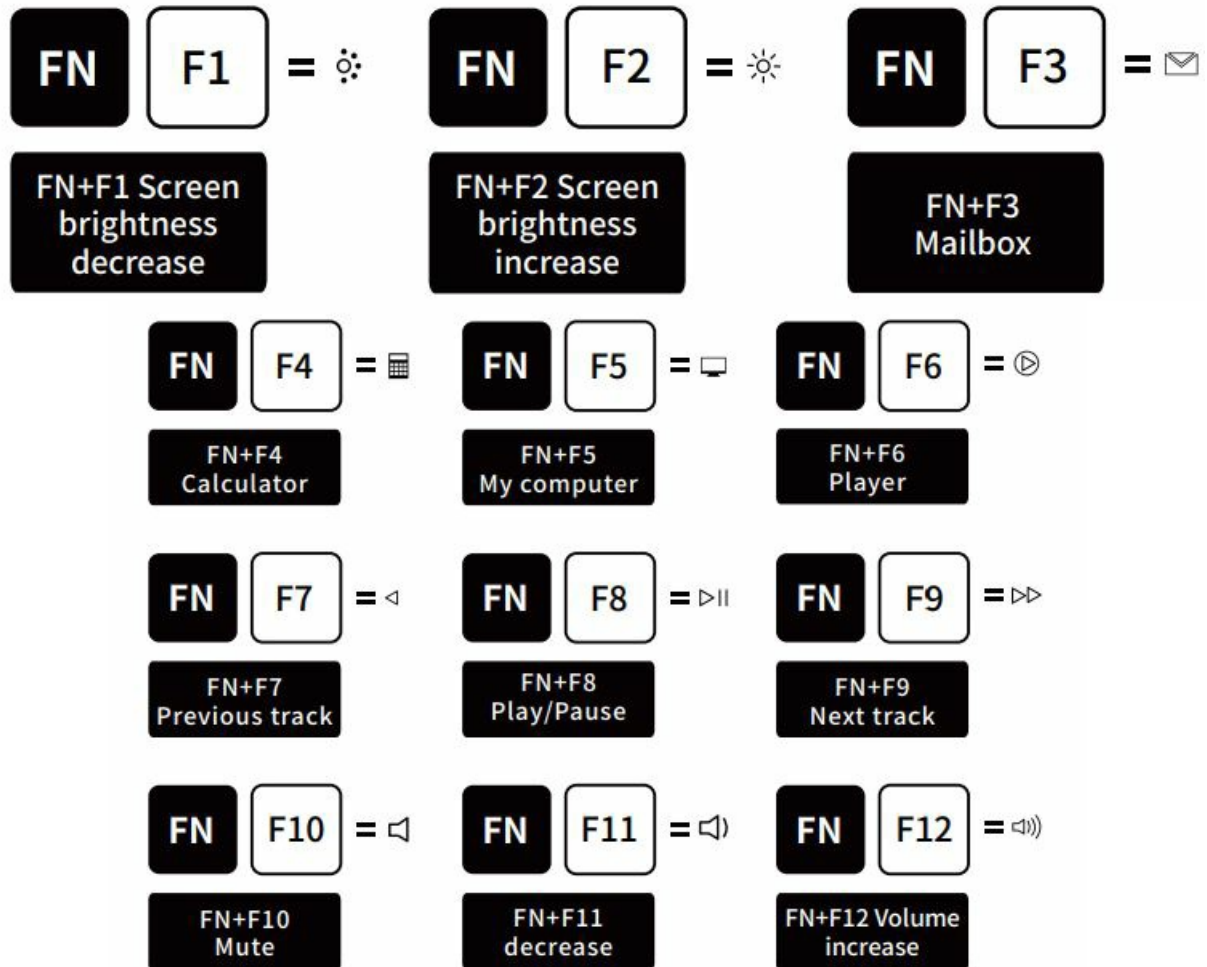 FN F1 = FN F2 = FN F3 =
FN+F1 Screen
brightness
decrease
FN+F2 Screen
brightness
increase
FN+F3
Mailbox
FN F4 = FN F5 = FN F6 =
FN+F4
Calculator
FN+F5
My computer
FN+F6
Player
FN F7 = FN F8 = FN F9 =
FN+F7
Previous track
FN+F8
Play/Pause
FN+F9
Next track
FN F10 = FN F11 = FN F12 =
FN+F10
Mute
FN+F11
decrease
FN+F12 Volume
increase